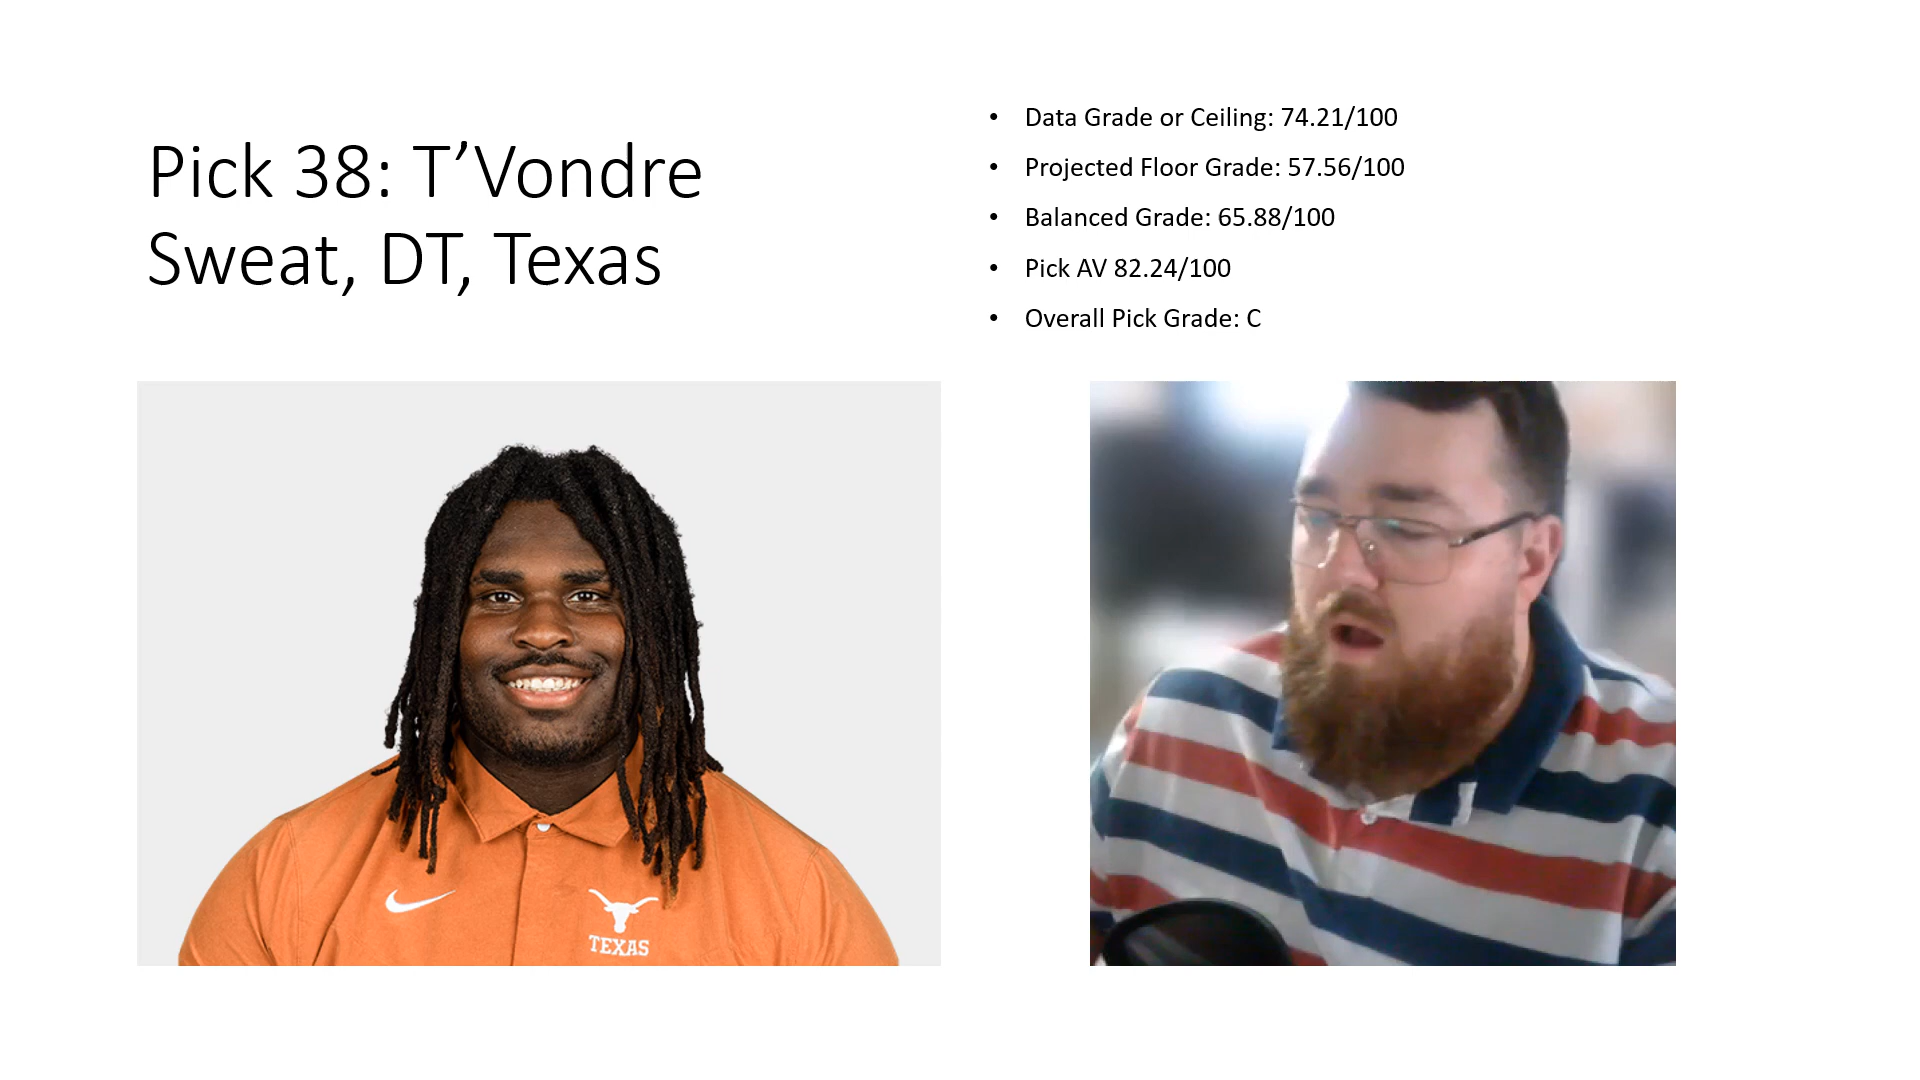 Pick 38: T’Vondre
Sweat, DT, Texas
• Data Grade or Ceiling: 74.21/100
• Projected Floor Grade: 57.56/100
• Balanced Grade: 65.88/100
• Pick AV 82.24/100
• Overall Pick Grade: C
TEXAS